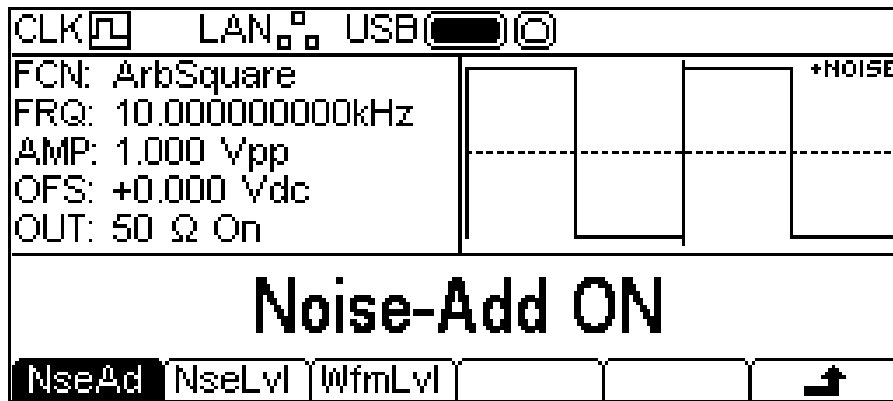 CLK LAN USB
FCN: ArbSquare
FRQ: 10.000000000kHz
AMP: 1.000 Vpp
OFS: +0.000 Vdc
OUT: 50 Ω On
+NOISE
Noise-Add ON
NseAd NseLvl WfmLvl